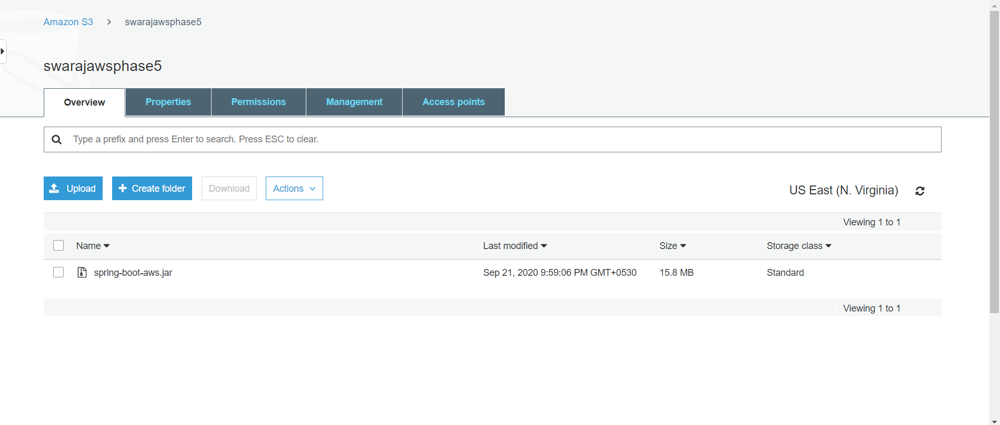 Amazon S3 > swarajawsphase5
swarajawsphase5
Overview Properties Permissions Management Access points
Type a prefix and press Enter to search. Press ESC to clear.
Upload Create folder Download Actions US East (N. Virginia)
Viewing 1 to 1
Name Last modified Size Storage class
spring-boot-aws.jar Sep 21, 2020 9:59:06 PM GMT+0530 15.8 MB Standard
Viewing 1 to 1